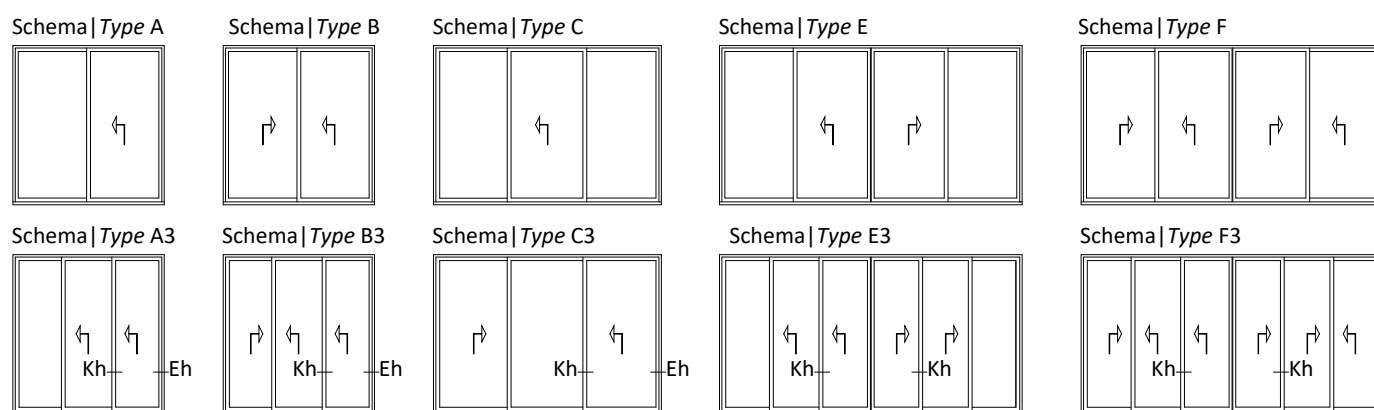 Schema|Type A Schema|Type B Schema|Type C Schema|Type E Schema|Type F
Schema|Type A3 Schema|Type B3 Schema|Type C3 Schema|Type E3 Schema|Type F3
Kh Eh Kh Eh Kh Eh Kh Kh Kh Kh